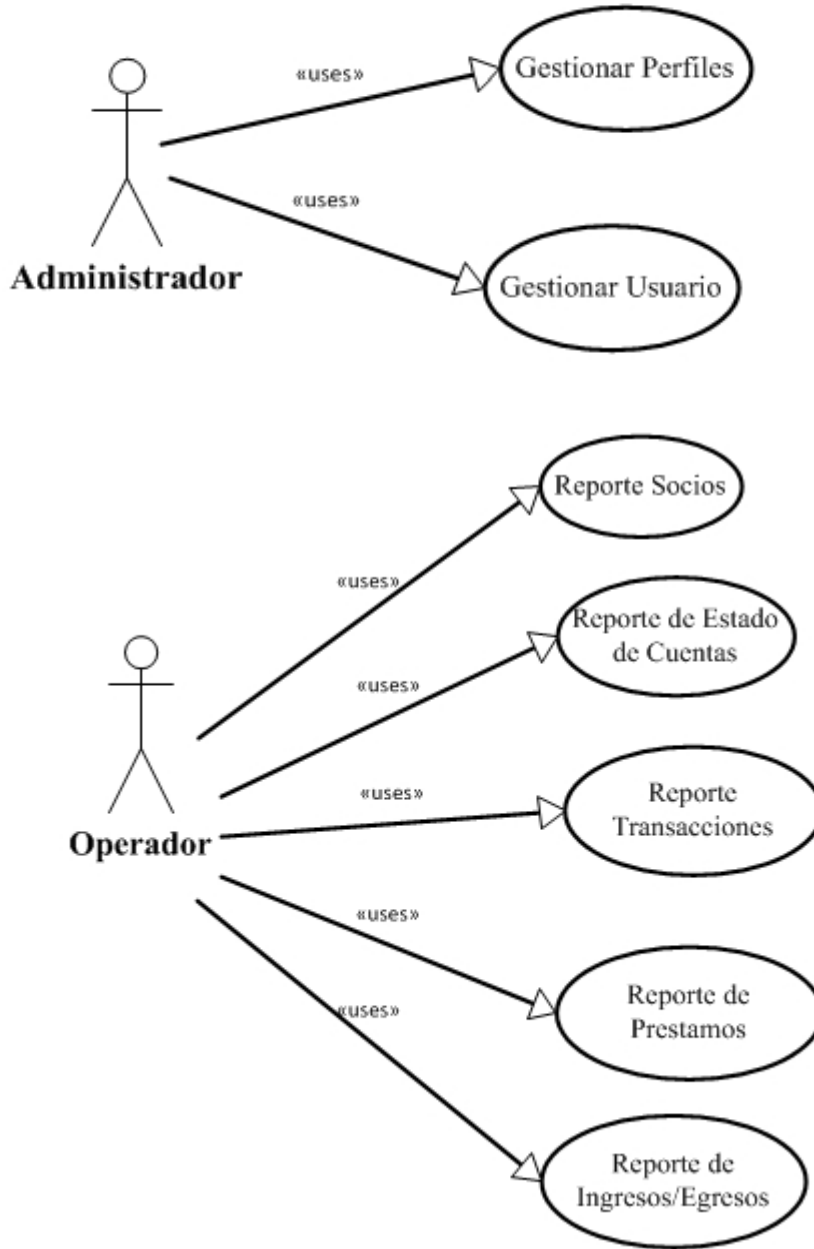 «uses»
Gestionar Perfiles
«uses»
Gestionar Usuario
Administrador
«uses»
Reporte Socios
«uses»
Reporte de Estado
de Cuentas
«uses»
Reporte
Transacciones
Operador
«uses»
Reporte de
Prestamos
«uses»
Reporte de
Ingresos/Egresos